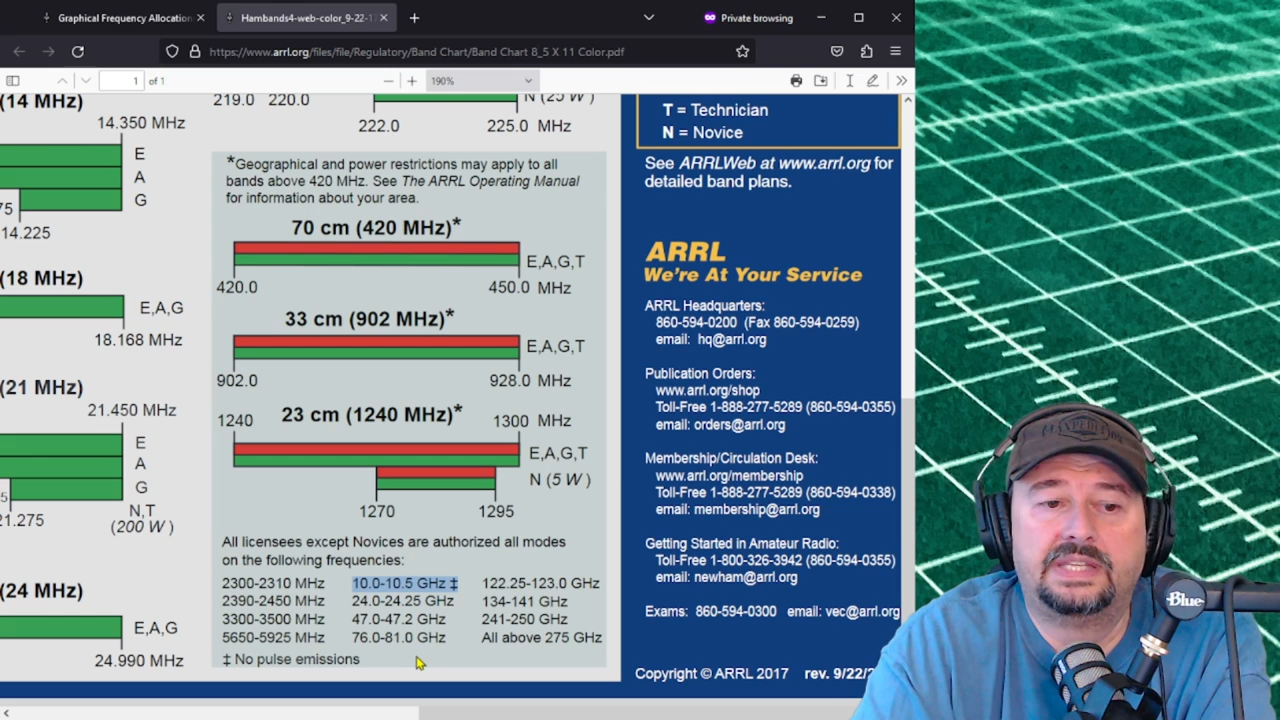 Graphical Frequency Allocation
Hambands4-web-color_9-22-1
Private browsing
https://www.arrl.org/files/file/Regulatory/Band Chart/Band Chart 8_5 X 11 Color.pdf
1 of 1
190%
(14 MHz)
14.350 MHz
E
A
G
75
14.225
(18 MHz)
E,A,G
18.168 MHz
(21 MHz)
21.450 MHz
E
A
G
N,T
(200 W)
5
21.275
(24 MHz)
E,A,G
24.990 MHz
219.0 220.0
N (25 W)
222.0 225.0 MHz
*Geographical and power restrictions may apply to all
bands above 420 MHz. See The ARRL Operating Manual
for information about your area.
70 cm (420 MHz)*
E,A,G,T
420.0 450.0 MHz
33 cm (902 MHz)*
E,A,G,T
902.0 928.0 MHz
23 cm (1240 MHz)*
1240 1300 MHz
E,A,G,T
N (5 W)
1270 1295
All licensees except Novices are authorized all modes
on the following frequencies:
2300-2310 MHz 10.0-10.5 GHz ‡ 122.25-123.0 GHz
2390-2450 MHz 24.0-24.25 GHz 134-141 GHz
3300-3500 MHz 47.0-47.2 GHz 241-250 GHz
5650-5925 MHz 76.0-81.0 GHz All above 275 GHz
‡ No pulse emissions
T = Technician
N = Novice
See ARRLWeb at www.arrl.org for
detailed band plans.
ARRL
We're At Your Service
ARRL Headquarters:
860-594-0200 (Fax 860-594-0259)
email: hq@arrl.org
Publication Orders:
www.arrl.org/shop
Toll-Free 1-888-277-5289 (860-594-0355)
email: orders@arrl.org
Membership/Circulation Desk:
www.arrl.org/membership
Toll-Free 1-888-277-5289 (860-594-0338)
email: membership@arrl.org
Getting Started in Amateur Radio:
Toll-Free 1-800-326-3942 (860-594-0355)
email: newham@arrl.org
Exams: 860-594-0300 email: vec@arrl.org
Copyright © ARRL 2017 rev. 9/22/2
Blue